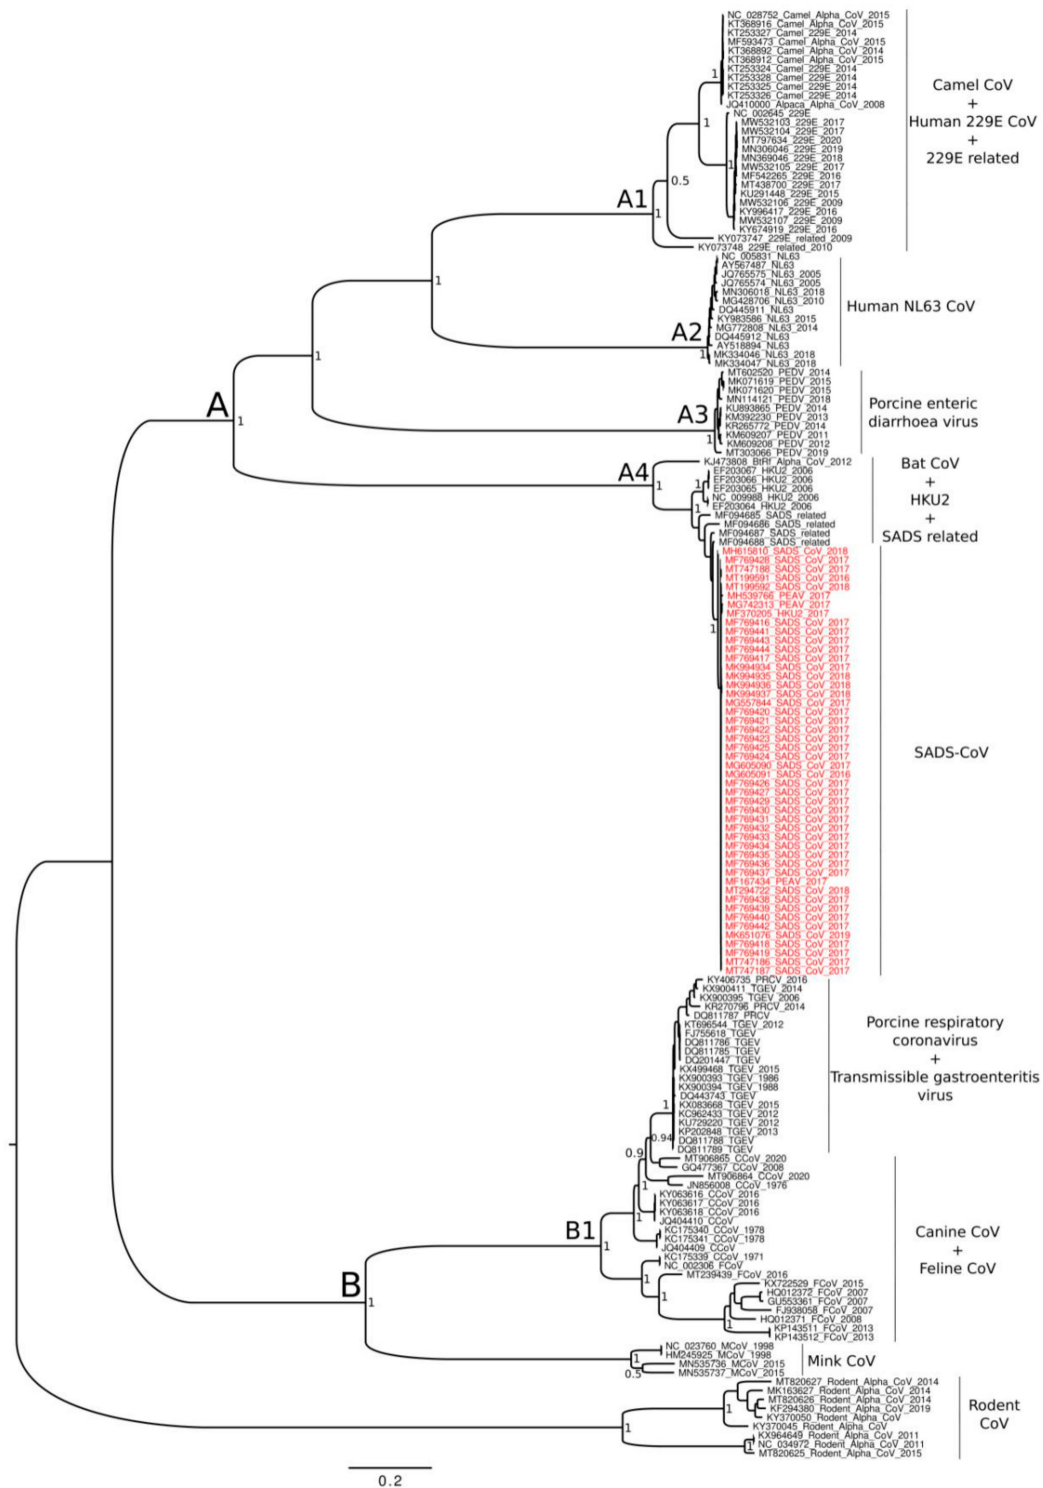 NC_028752_Camel_Alpha_CoV_2015
KT368916_Camel_Alpha_CoV_2015
KT253327_Camel_229E_2014
MF593473_Camel_Alpha_CoV_2015
KT368892_Camel_Alpha_CoV_2014
KT368912_Camel_Alpha_CoV_2015
KT253324_Camel_229E_2014
KT253328_Camel_229E_2014
KT253325_Camel_229E_2014
KT253326_Camel_229E_2014
JQ410000_Alpaca_Alpha_CoV_2008
NC_002645_229E
MW532103_229E_2017
MW532104_229E_2017
MT797634_229E_2020
MN306046_229E_2019
MN369046_229E_2018
MW532105_229E_2017
MF542265_229E_2016
MT438700_229E_2017
KU291448_229E_2015
MW532106_229E_2009
KY996417_229E_2016
MW532107_229E_2009
KY674919_229E_2016
KY073747_229E_related_2009
KY073748_229E_related_2010
1
1
1
0.5
A1
1
Camel CoV
+
Human 229E CoV
+
229E related
NC_005831_NL63
AY567487_NL63
JQ765575_NL63_2005
JQ765574_NL63_2005
MN306018_NL63_2018
MG428706_NL63_2010
DQ445911_NL63
KY983586_NL63_2015
MG772808_NL63_2014
DQ445912_NL63
AY518894_NL63
MK334046_NL63_2018
MK334047_NL63_2018
1
A2
1
Human NL63 CoV
MT602520_PEDV_2014
MK071619_PEDV_2015
MK071620_PEDV_2015
MN114121_PEDV_2018
KU893865_PEDV_2014
KM392230_PEDV_2013
KR265772_PEDV_2014
KM609207_PEDV_2011
KM609208_PEDV_2012
MT303066_PEDV_2019
1
A3
1
Porcine enteric
diarrhoea virus
A
1
KJ473808_BtRf_Alpha_CoV_2012
EF203067_HKU2_2006
EF203066_HKU2_2006
EF203065_HKU2_2006
NC_009988_HKU2_2006
EF203064_HKU2_2006
MF094685_SADS_related
MF094686_SADS_related
MF094687_SADS_related
MF094688_SADS_related
A4
1
1
1
Bat CoV
+
HKU2
+
SADS related
MH615810_SADS_CoV_2018
MF769428_SADS_CoV_2017
MT747188_SADS_CoV_2017
MT199591_SADS_CoV_2016
MT199592_SADS_CoV_2018
MH539766_PEAV_2017
MG742313_PEAV_2017
MF370205_HKU2_2017
MF769416_SADS_CoV_2017
MF769441_SADS_CoV_2017
MF769443_SADS_CoV_2017
MF769444_SADS_CoV_2017
MF769417_SADS_CoV_2017
MK994934_SADS_CoV_2017
MK994935_SADS_CoV_2018
MK994936_SADS_CoV_2018
MK994937_SADS_CoV_2018
MG557844_SADS_CoV_2017
MF769420_SADS_CoV_2017
MF769421_SADS_CoV_2017
MF769422_SADS_CoV_2017
MF769423_SADS_CoV_2017
MF769425_SADS_CoV_2017
MF769424_SADS_CoV_2017
MG605090_SADS_CoV_2017
MG605091_SADS_CoV_2016
MF769426_SADS_CoV_2017
MF769427_SADS_CoV_2017
MF769429_SADS_CoV_2017
MF769430_SADS_CoV_2017
MF769431_SADS_CoV_2017
MF769432_SADS_CoV_2017
MF769433_SADS_CoV_2017
MF769434_SADS_CoV_2017
MF769435_SADS_CoV_2017
MF769436_SADS_CoV_2017
MF769437_SADS_CoV_2017
MF167434_PEAV_2017
MT294722_SADS_CoV_2018
MF769438_SADS_CoV_2017
MF769439_SADS_CoV_2017
MF769440_SADS_CoV_2017
MF769442_SADS_CoV_2017
MK651076_SADS_CoV_2019
MF769418_SADS_CoV_2017
MF769419_SADS_CoV_2017
MT747186_SADS_CoV_2017
MT747187_SADS_CoV_2017
1
SADS-CoV
KY406735_PRCV_2016
KX900411_TGEV_2014
KX900395_TGEV_2006
KR270796_PRCV_2014
DQ811787_PRCV
KT696544_TGEV_2012
FJ755618_TGEV
DQ811786_TGEV
DQ811785_TGEV
DQ201447_TGEV
KX499468_TGEV_2015
KX900393_TGEV_1986
KX900394_TGEV_1988
DQ443743_TGEV
KX083668_TGEV_2015
KC962433_TGEV_2012
KU729220_TGEV_2012
KP202848_TGEV_2013
DQ811788_TGEV
DQ811789_TGEV
1
0.94
0.9
Porcine respiratory
coronavirus
+
Transmissible gastroenteritis
virus
MT906865_CCoV_2020
GQ477367_CCoV_2008
MT906864_CCoV_2020
JN856008_CCoV_1976
KY063616_CCoV_2016
KY063617_CCoV_2016
KY063618_CCoV_2016
JQ404410_CCoV
KC175340_CCoV_1978
KC175341_CCoV_1978
JQ404409_CCoV
KC175339_CCoV_1971
NC_002306_FCoV
MT239439_FCoV_2016
KX722529_FCoV_2015
HQ012372_FCoV_2007
GU553361_FCoV_2007
FJ938058_FCoV_2007
HQ012371_FCoV_2008
KP143511_FCoV_2013
KP143512_FCoV_2013
1
1
B1
1
1
1
1
Canine CoV
+
Feline CoV
B
1
NC_023760_MCoV_1998
HM245925_MCoV_1998
MN535736_MCoV_2015
MN535737_MCoV_2015
1
0.5
Mink CoV
MT820627_Rodent_Alpha_CoV_2014
MK163627_Rodent_Alpha_CoV_2014
MT820626_Rodent_Alpha_CoV_2014
KF294380_Rodent_Alpha_CoV_2019
KY370050_Rodent_Alpha_CoV
KY370045_Rodent_Alpha_CoV
KX964649_Rodent_Alpha_CoV_2011
NC_034972_Rodent_Alpha_CoV_2011
MT820625_Rodent_Alpha_CoV_2015
1
1
1
Rodent
CoV
0.2